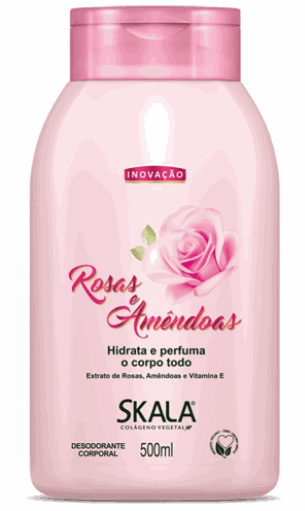 INOVAÇÃO
Rosas
e
Amêndoas
Hidrata e perfuma
o corpo todo
Extrato de Rosas, Amêndoas e Vitamina E
SKALA®
COLÁGENO VEGETAL
DESODORANTE
CORPORAL
500ml